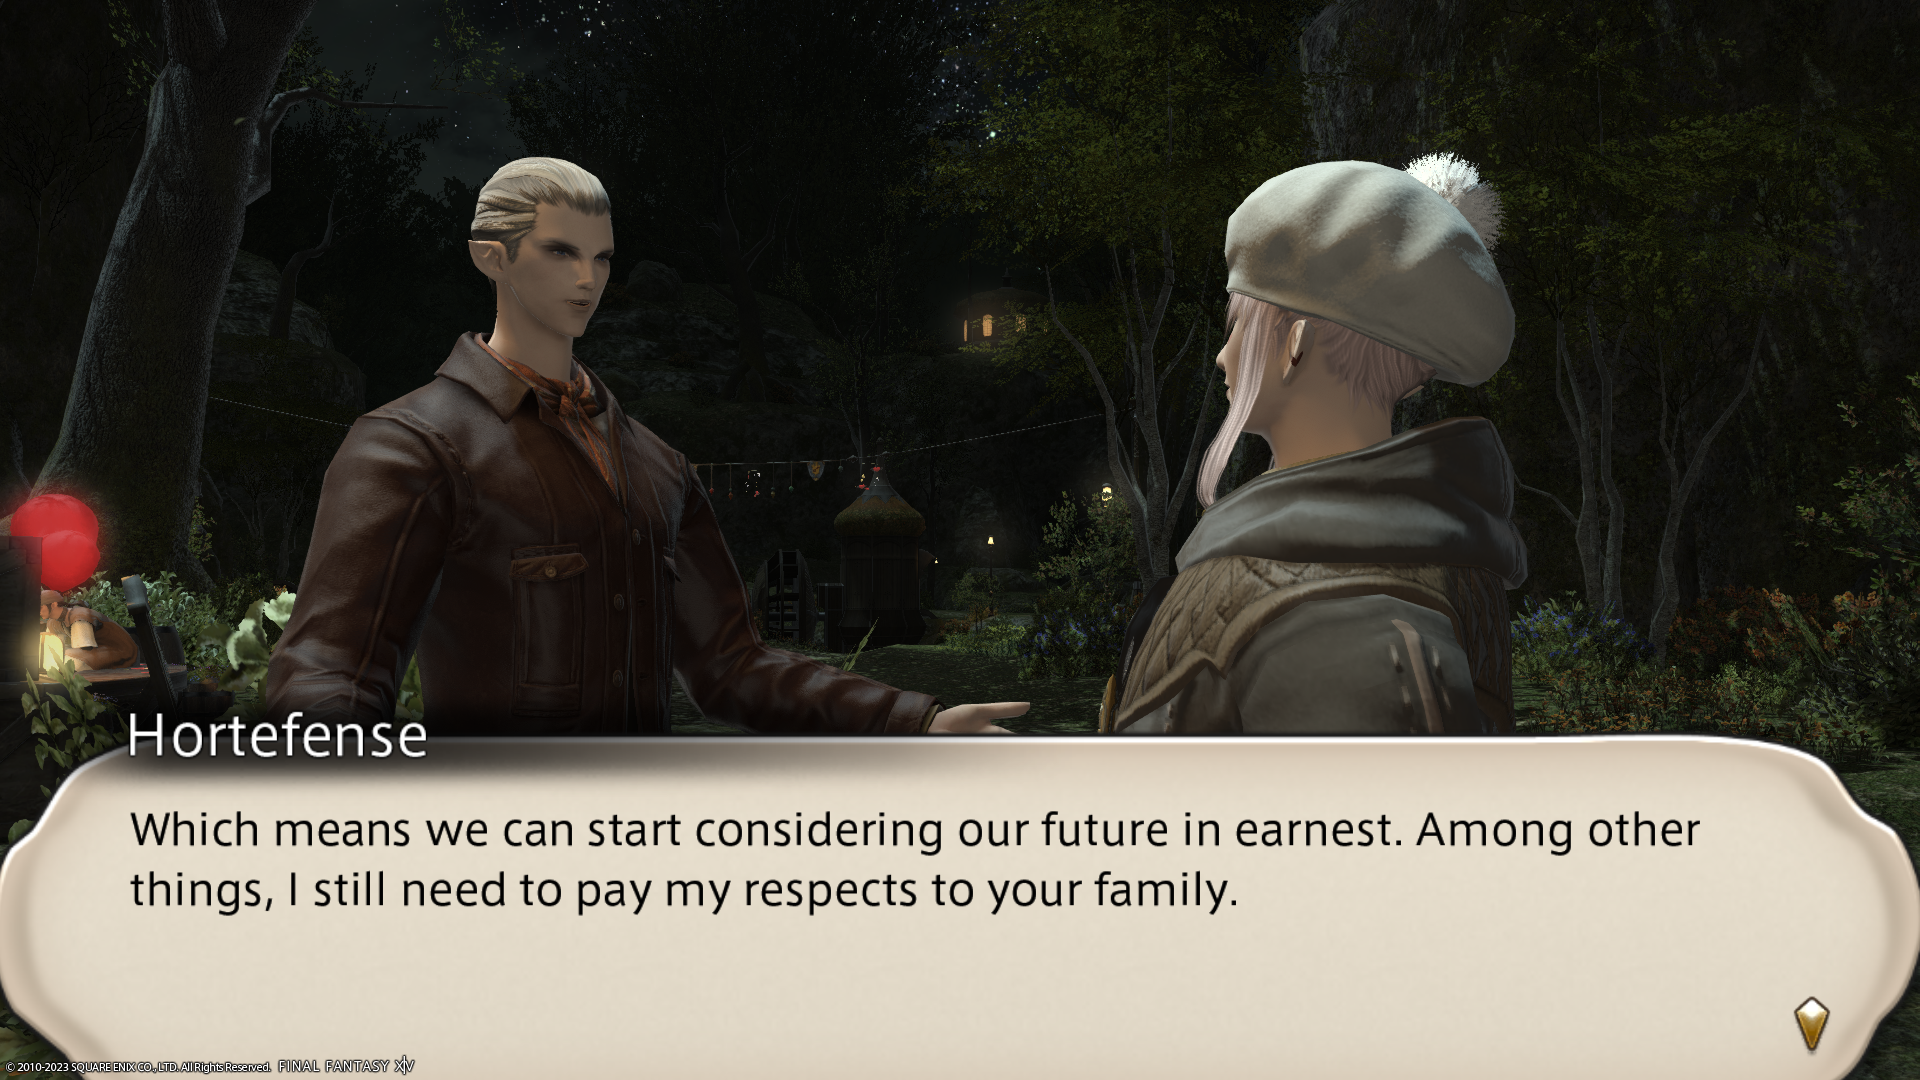 Hortefense
Which means we can start considering our future in earnest. Among other
things, I still need to pay my respects to your family.
© 2010-2023 SQUARE ENIX CO., LTD. All Rights Reserved. FINAL FANTASY XIV